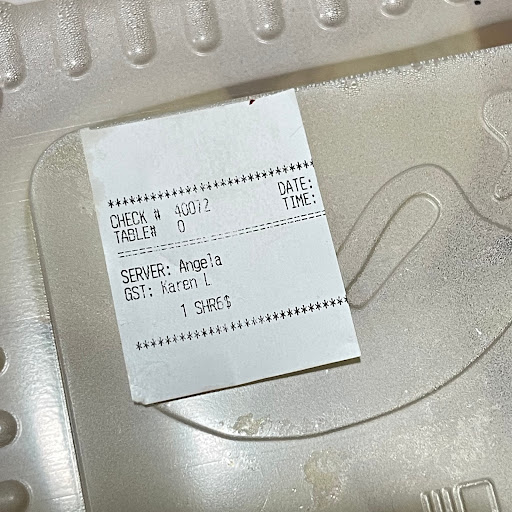 ***********************************
CHECK # 40072 DATE:
TABLE# 0 TIME:
===================================
SERVER: Angela
GST: Karen L
1 SHR6$
***********************************